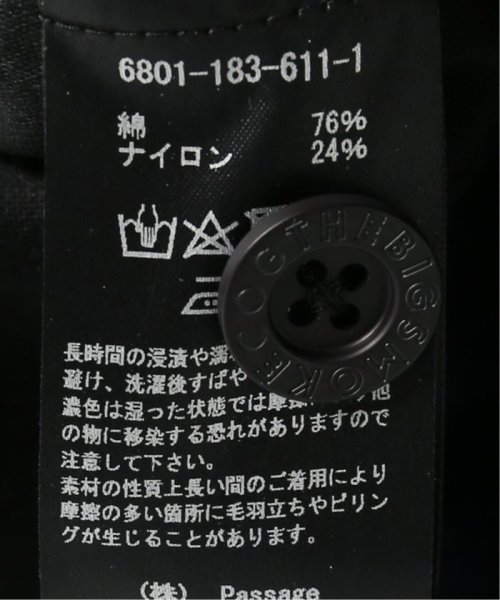 6801-183-611-1
綿 76%
ナイロン 24%
THEBIGSMOKECOG
長時間の浸漬や濡
避け、洗濯後すばや
濃色は湿った状態では摩擦 他
の物に移染する恐れがありますので
注意して下さい。
素材の性質上長い間のご着用により
摩擦の多い箇所に毛羽立ちやピリン
グが生じることがあります。
(株) Passage